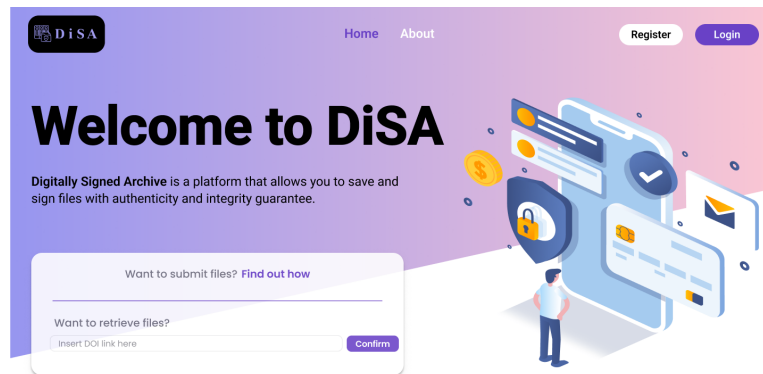 DiSA
Home About
Register Login
Welcome to DiSA
Digitally Signed Archive is a platform that allows you to save and
sign files with authenticity and integrity guarantee.
Want to submit files? Find out how
Want to retrieve files?
Insert DOI link here Confirm